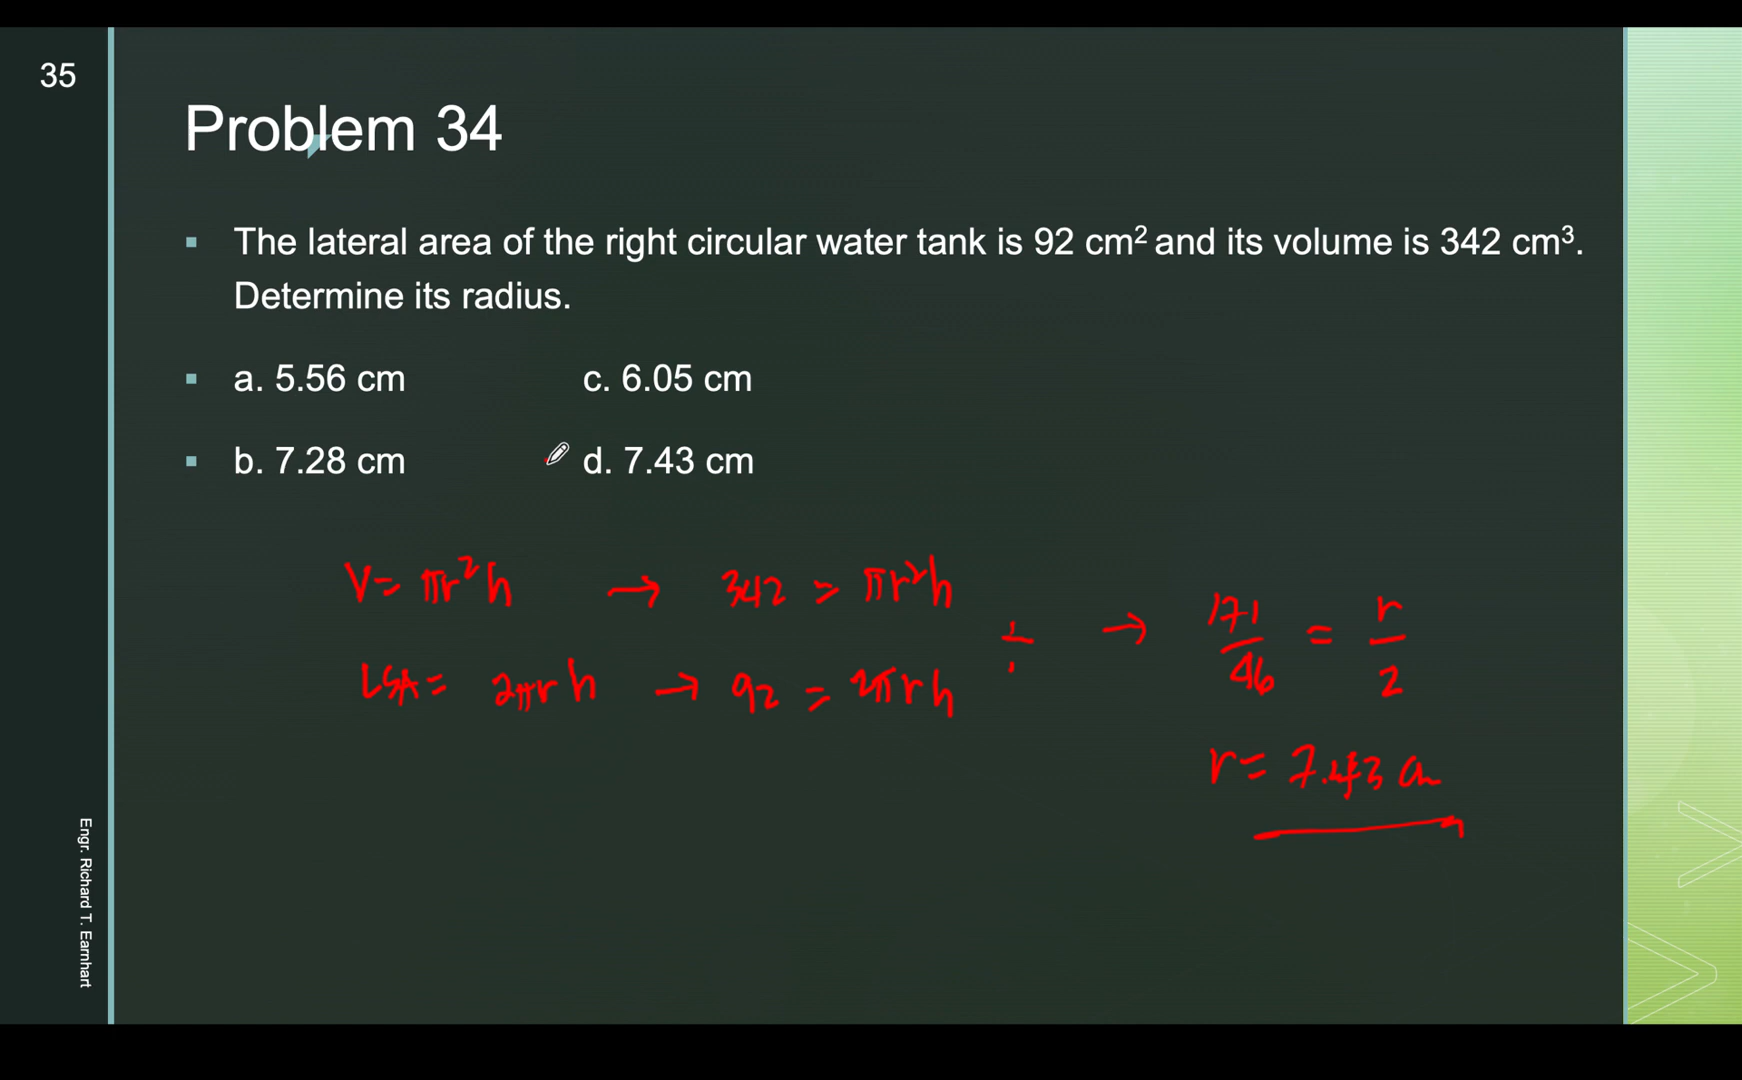 35
Problem 34
▪ The lateral area of the right circular water tank is 92 cm² and its volume is 342 cm³.
Determine its radius.
▪ a. 5.56 cm c. 6.05 cm
▪ b. 7.28 cm d. 7.43 cm
V = πr²h → 342 = πr²h
LSA = 2πrh → 92 = 2πrh
÷ → 171/46 = r/2
r = 7.43 cm
Engr. Richard T. Earnhart